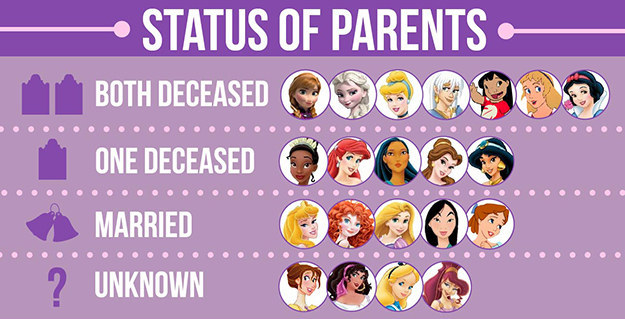 STATUS OF PARENTS
BOTH DECEASED
ONE DECEASED
MARRIED
? UNKNOWN